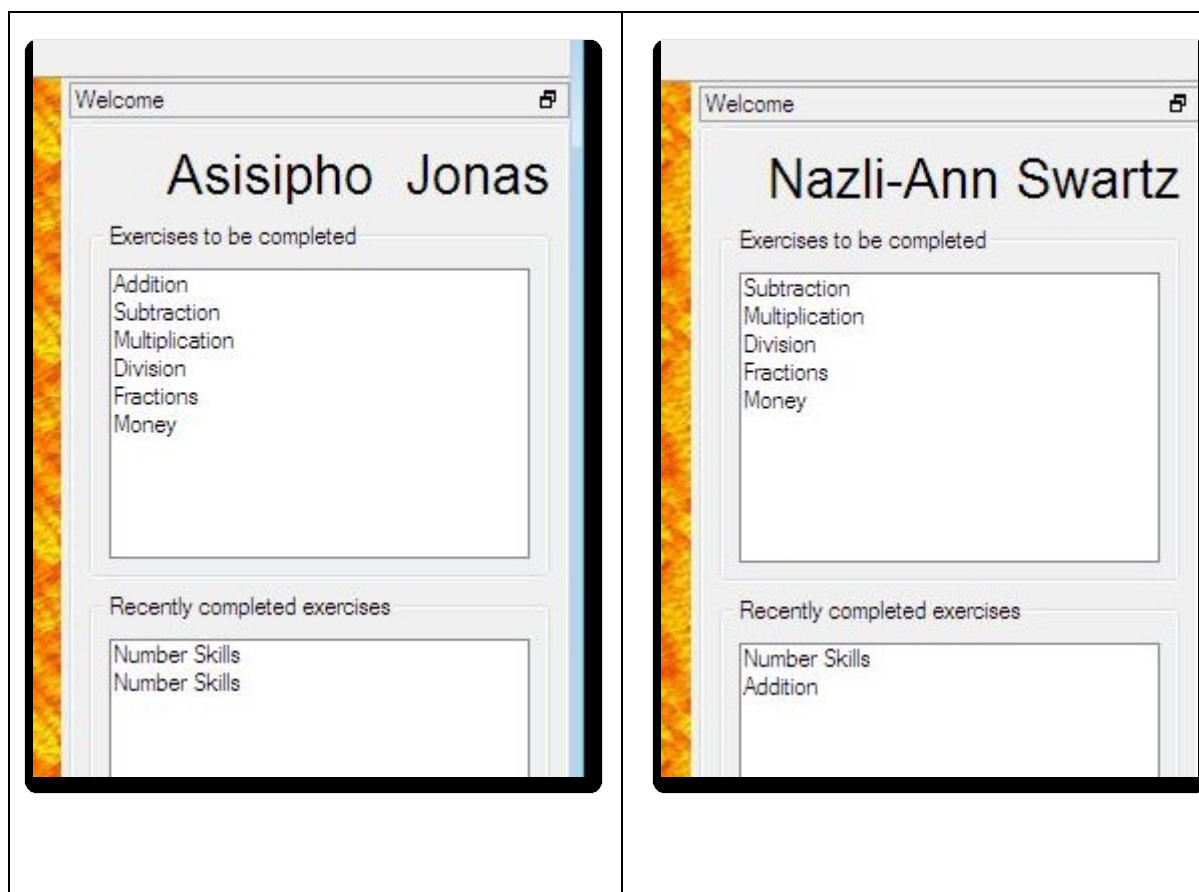 Welcome
Asisipho Jonas
Exercises to be completed
Addition
Subtraction
Multiplication
Division
Fractions
Money
Recently completed exercises
Number Skills
Number Skills
Welcome
Nazli-Ann Swartz
Exercises to be completed
Subtraction
Multiplication
Division
Fractions
Money
Recently completed exercises
Number Skills
Addition